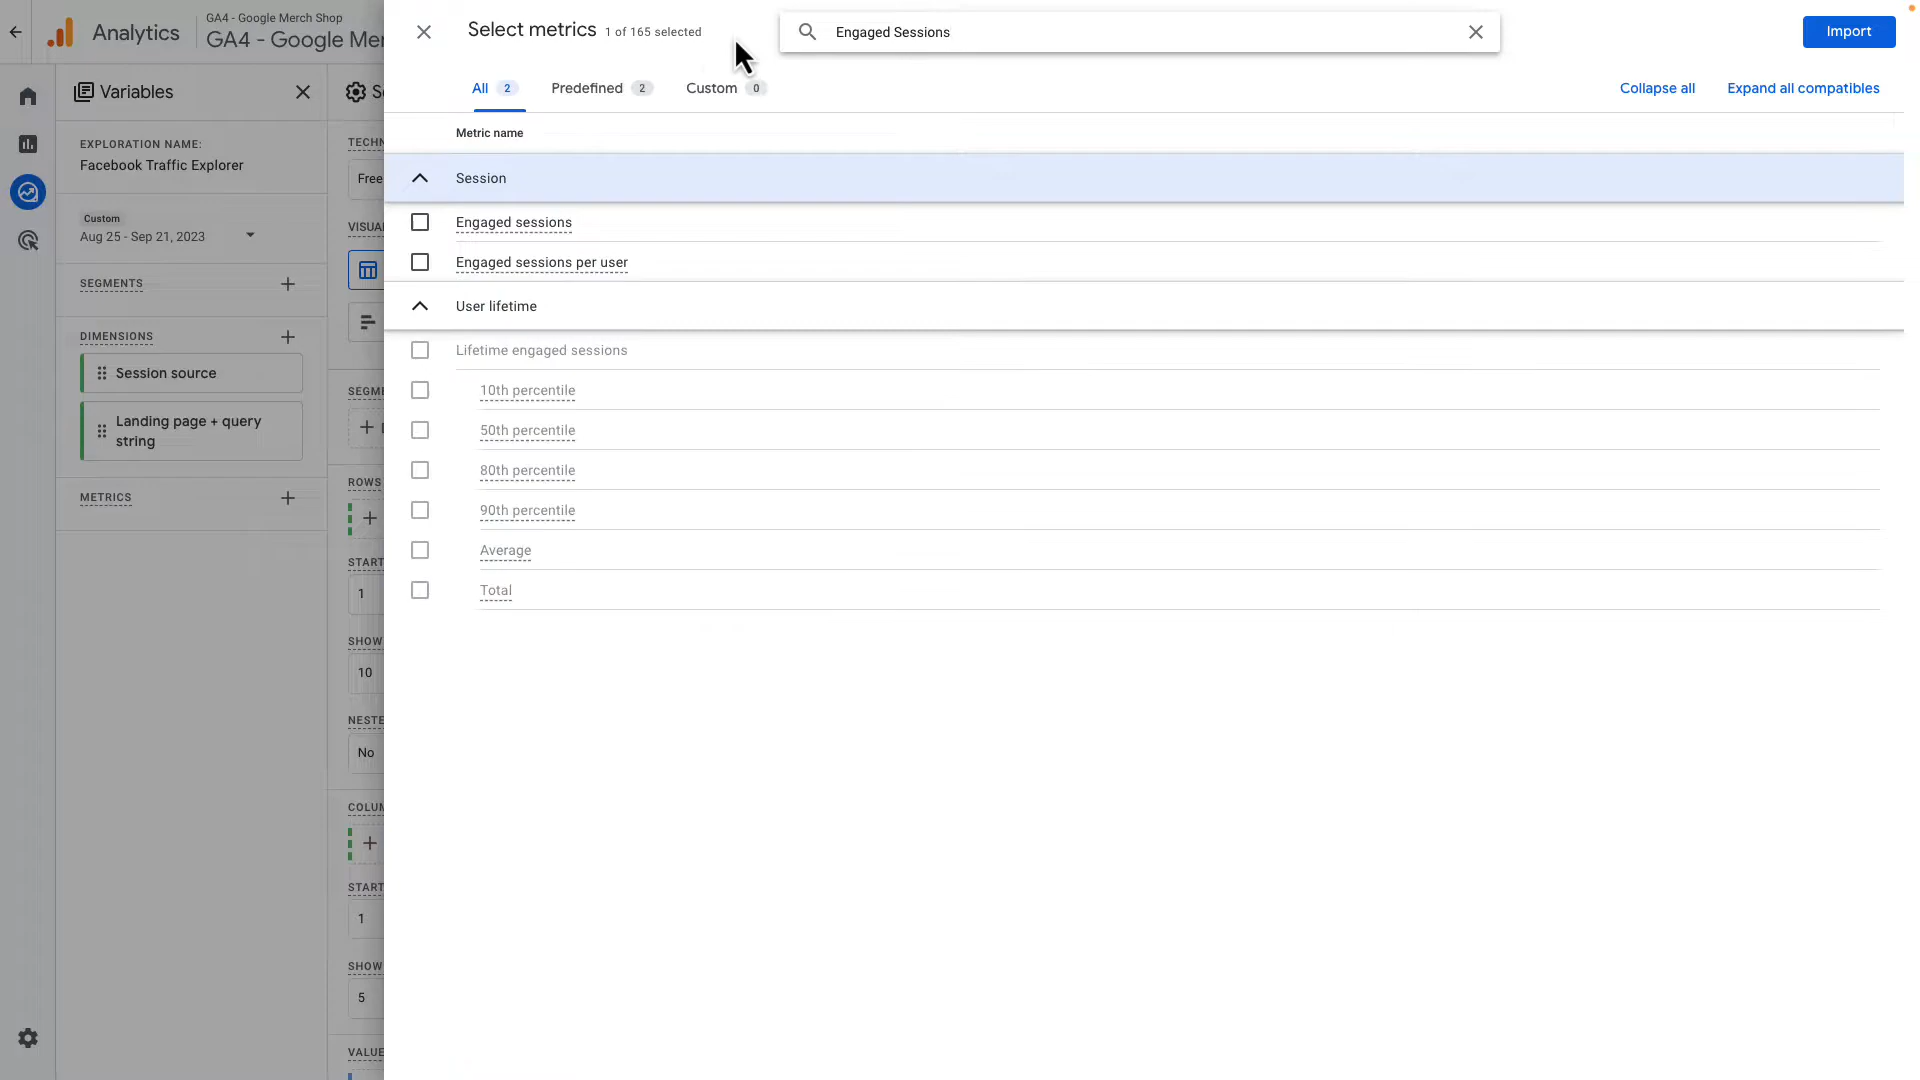 Analytics
GA4 - Google Merch Shop
GA4 - Google Mer
Select metrics 1 of 165 selected
Engaged Sessions
Import
All 2
Predefined 2
Custom 0
Collapse all
Expand all compatibles
Variables
EXPLORATION NAME:
Facebook Traffic Explorer
Custom
Aug 25 - Sep 21, 2023
SEGMENTS
DIMENSIONS
Session source
Landing page + query
string
METRICS
TECHN
Free
VISUAL
SEGME
ROWS
START
1
SHOW
10
NESTE
No
COLUM
START
1
SHOW
5
VALUE
Metric name
Session
Engaged sessions
Engaged sessions per user
User lifetime
Lifetime engaged sessions
10th percentile
50th percentile
80th percentile
90th percentile
Average
Total